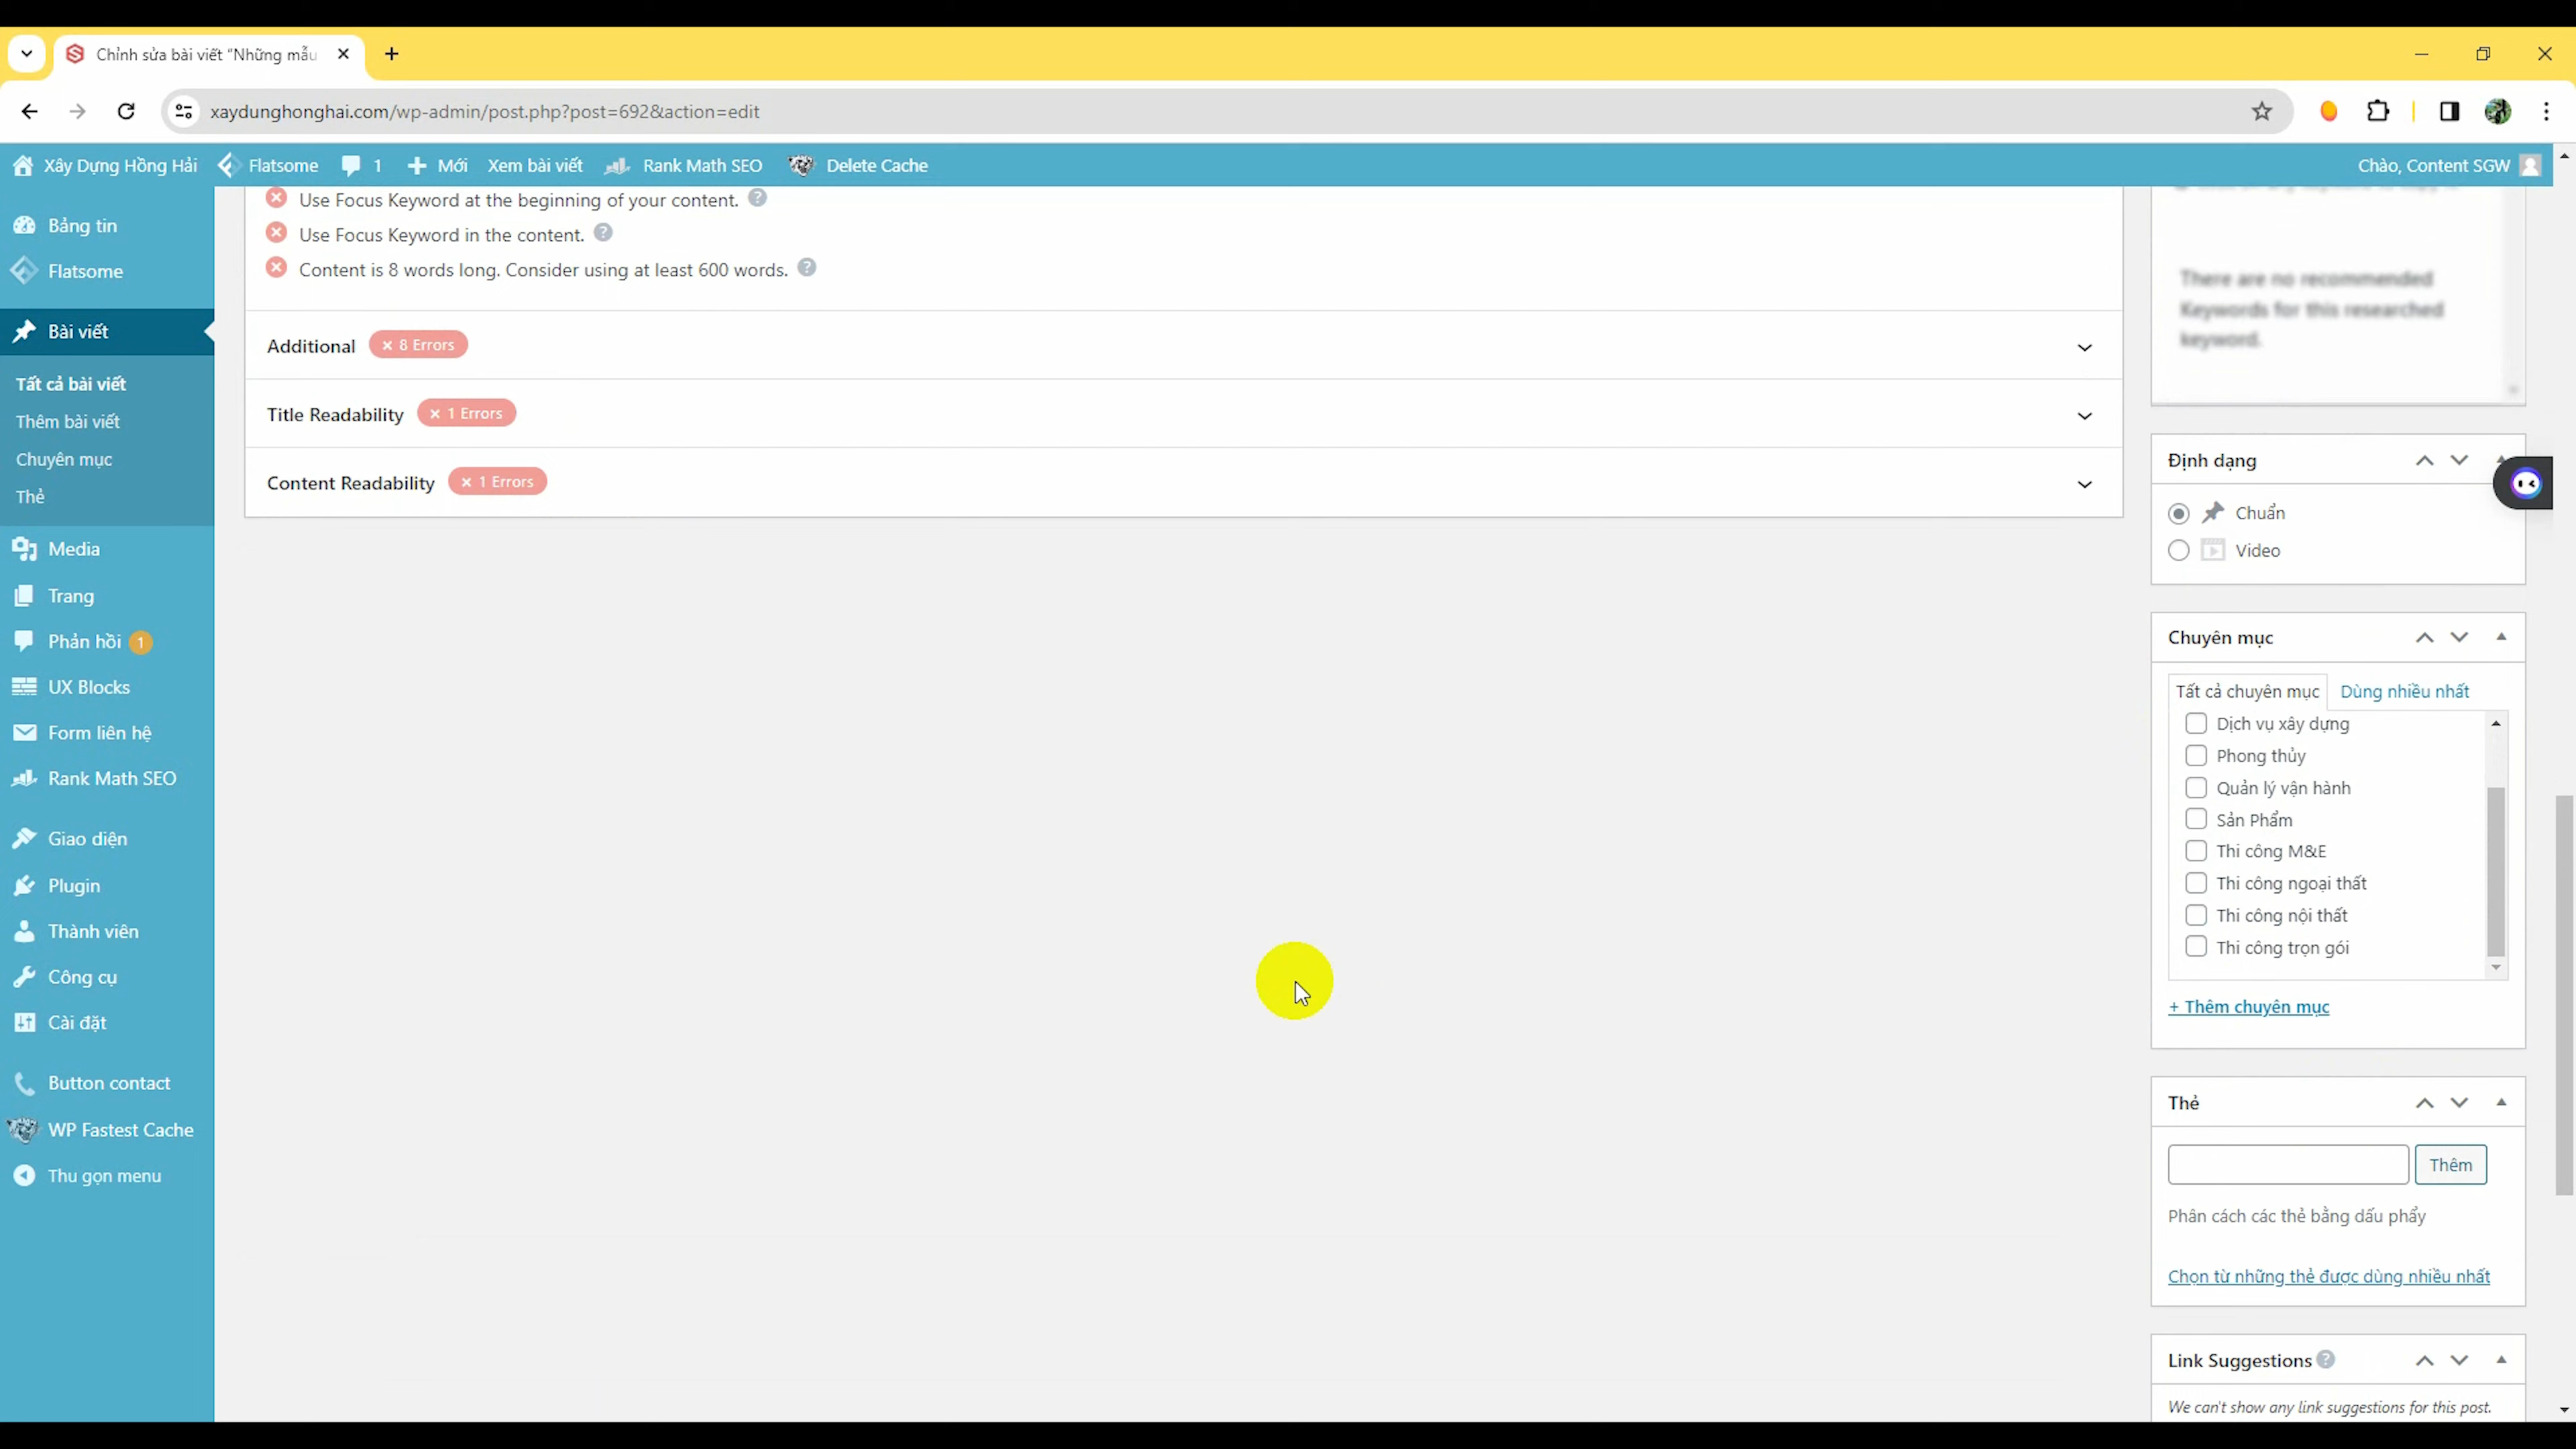 Chỉnh sửa bài viết "Những mẫu
xaydunghonghai.com/wp-admin/post.php?post=692&action=edit
Xây Dựng Hồng Hải
Flatsome
1
Mới
Xem bài viết
Rank Math SEO
Delete Cache
Chào, Content SGW
Bảng tin
Flatsome
Bài viết
Tất cả bài viết
Thêm bài viết
Chuyên mục
Thẻ
Media
Trang
Phản hồi 1
UX Blocks
Form liên hệ
Rank Math SEO
Giao diện
Plugin
Thành viên
Công cụ
Cài đặt
Button contact
WP Fastest Cache
Thu gọn menu
Use Focus Keyword at the beginning of your content.
Use Focus Keyword in the content.
Content is 8 words long. Consider using at least 600 words.
Additional × 8 Errors
Title Readability × 1 Errors
Content Readability × 1 Errors
There are no recommended
Keywords for this researched
keyword.
Định dạng
Chuẩn
Video
Chuyên mục
Tất cả chuyên mục
Dùng nhiều nhất
Dịch vụ xây dựng
Phong thủy
Quản lý vận hành
Sản Phẩm
Thi công M&E
Thi công ngoại thất
Thi công nội thất
Thi công trọn gói
+ Thêm chuyên mục
Thẻ
Thêm
Phân cách các thẻ bằng dấu phẩy
Chọn từ những thẻ được dùng nhiều nhất
Link Suggestions
We can't show any link suggestions for this post.